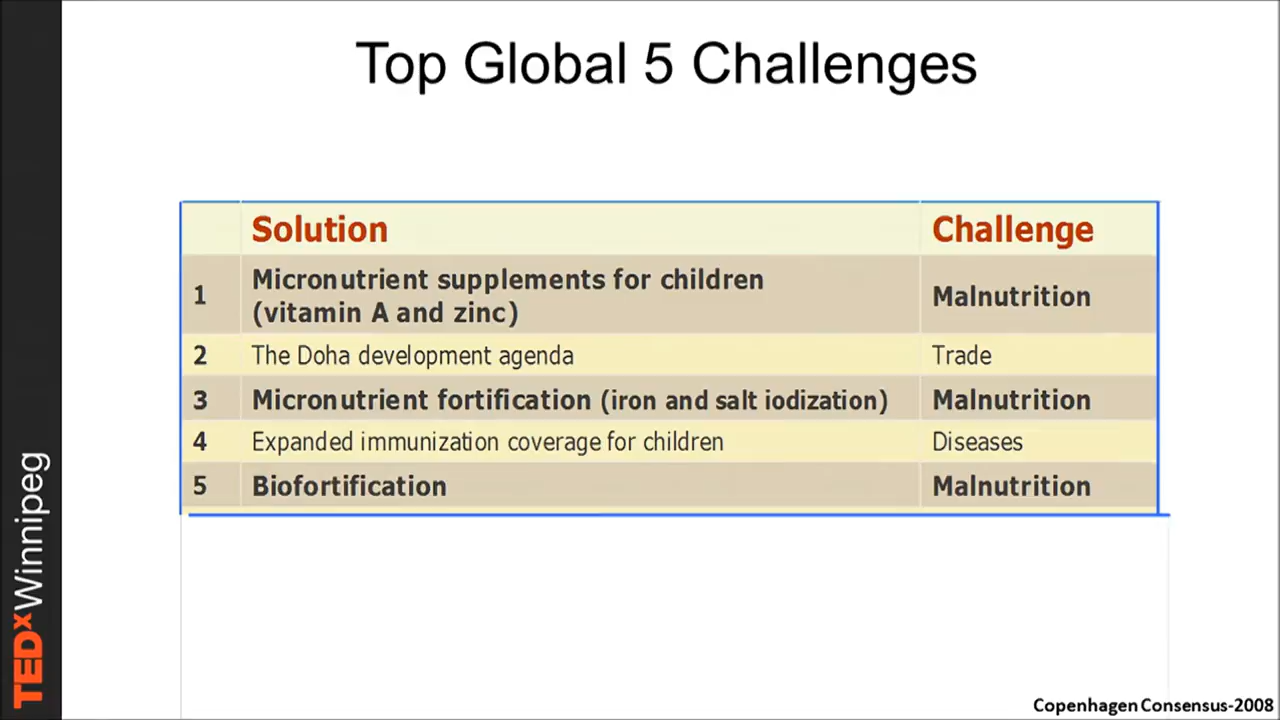 Top Global 5 Challenges
Solution Challenge
1 Micronutrient supplements for children
(vitamin A and zinc) Malnutrition
2 The Doha development agenda Trade
3 Micronutrient fortification (iron and salt iodization) Malnutrition
4 Expanded immunization coverage for children Diseases
5 Biofortification Malnutrition
TEDxWinnipeg
Copenhagen Consensus-2008